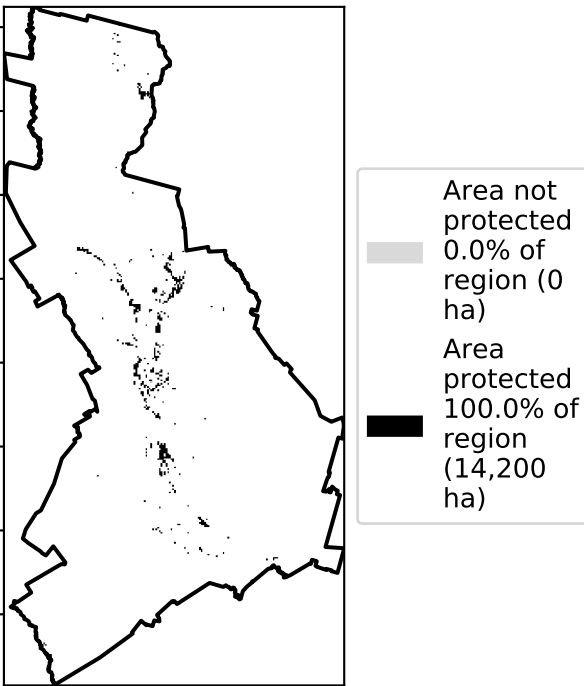 Area not
protected
0.0% of
region (0
ha)
Area
protected
100.0% of
region
(14,200
ha)